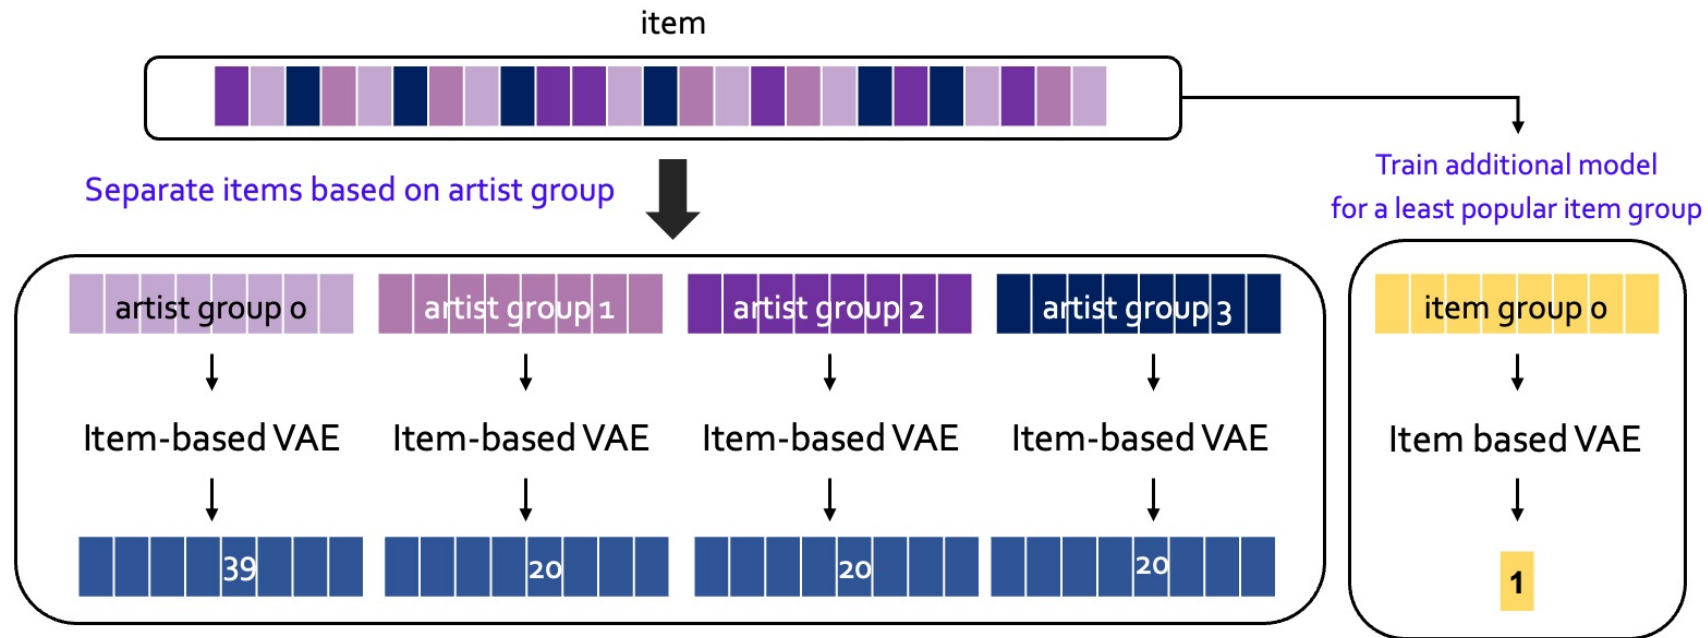 item
Separate items based on artist group
Train additional model
for a least popular item group
artist group 0
artist group 1
artist group 2
artist group 3
item group 0
Item-based VAE
Item-based VAE
Item-based VAE
Item-based VAE
Item based VAE
39
20
20
20
1